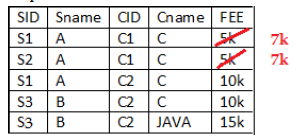 SID Sname CID Cname FEE
S1 A C1 C 5k 7k
S2 A C1 C 5k 7k
S1 A C2 C 10k
S3 B C2 C 10k
S3 B C2 JAVA 15k